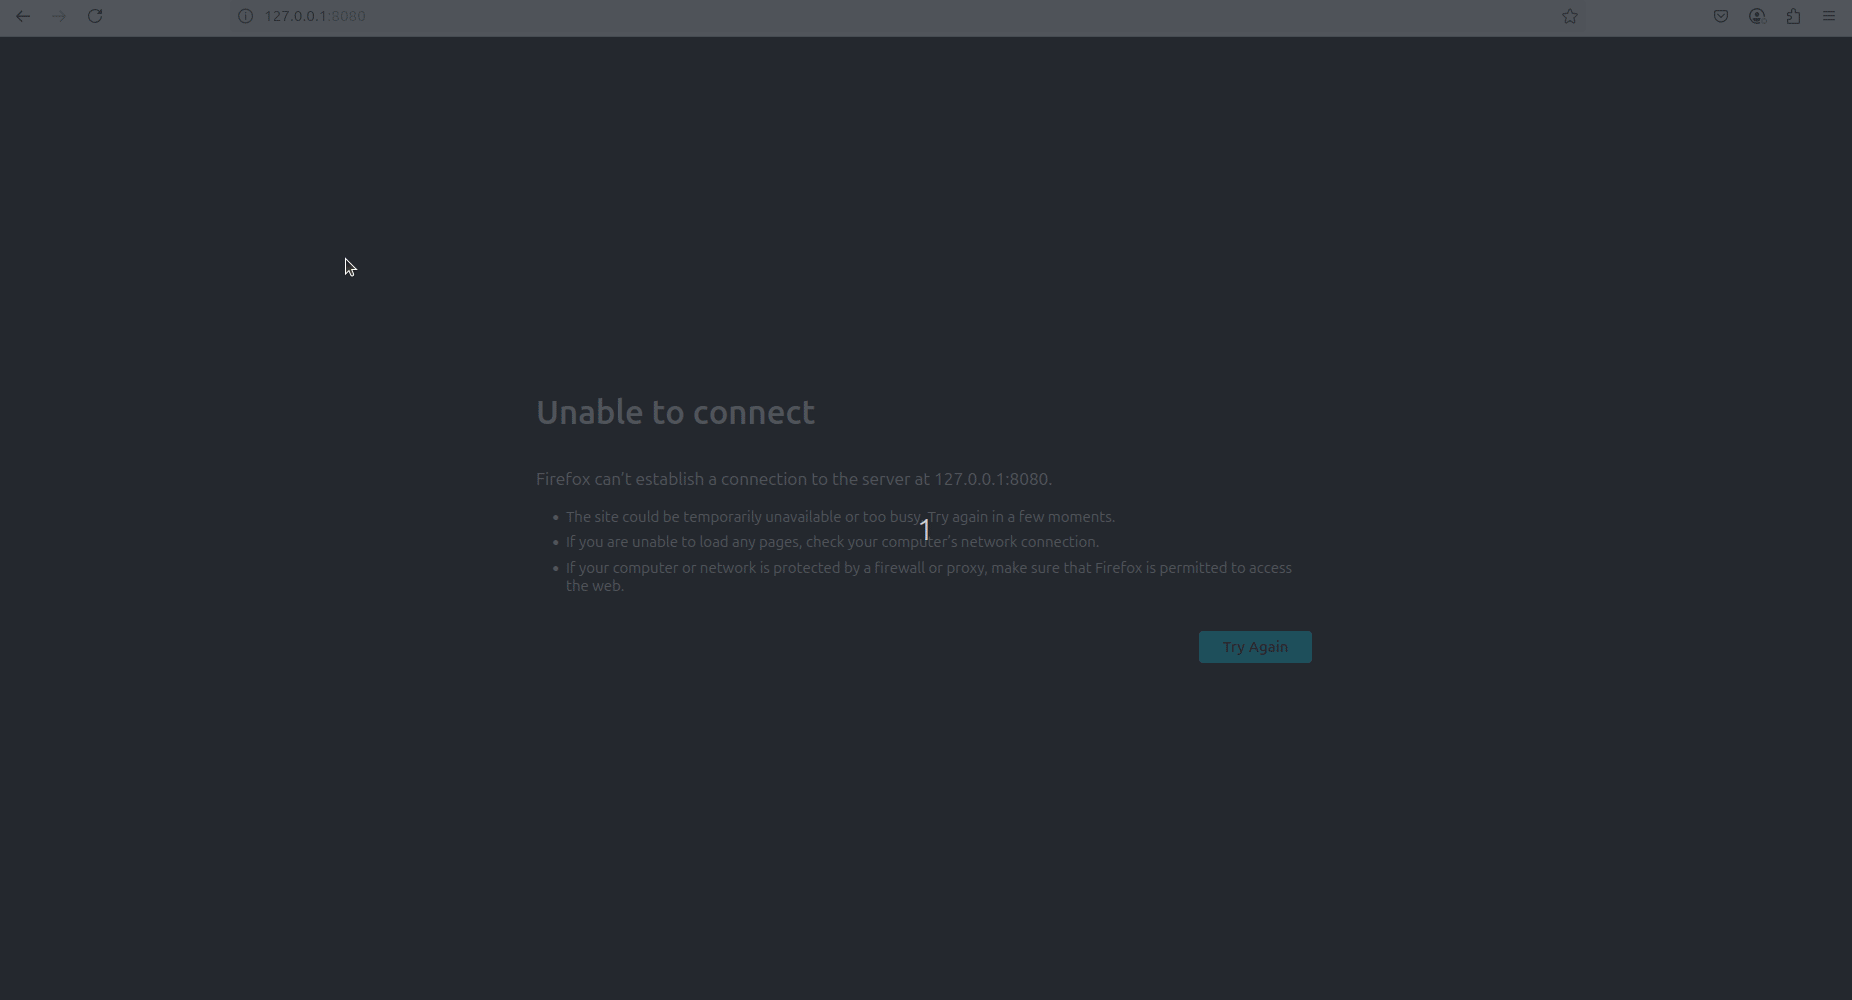 127.0.0.1:8080
Unable to connect
Firefox can’t establish a connection to the server at 127.0.0.1:8080.
• The site could be temporarily unavailable or too busy. Try again in a few moments.
1
• If you are unable to load any pages, check your computer’s network connection.
• If your computer or network is protected by a firewall or proxy, make sure that Firefox is permitted to access
the web.
Try Again